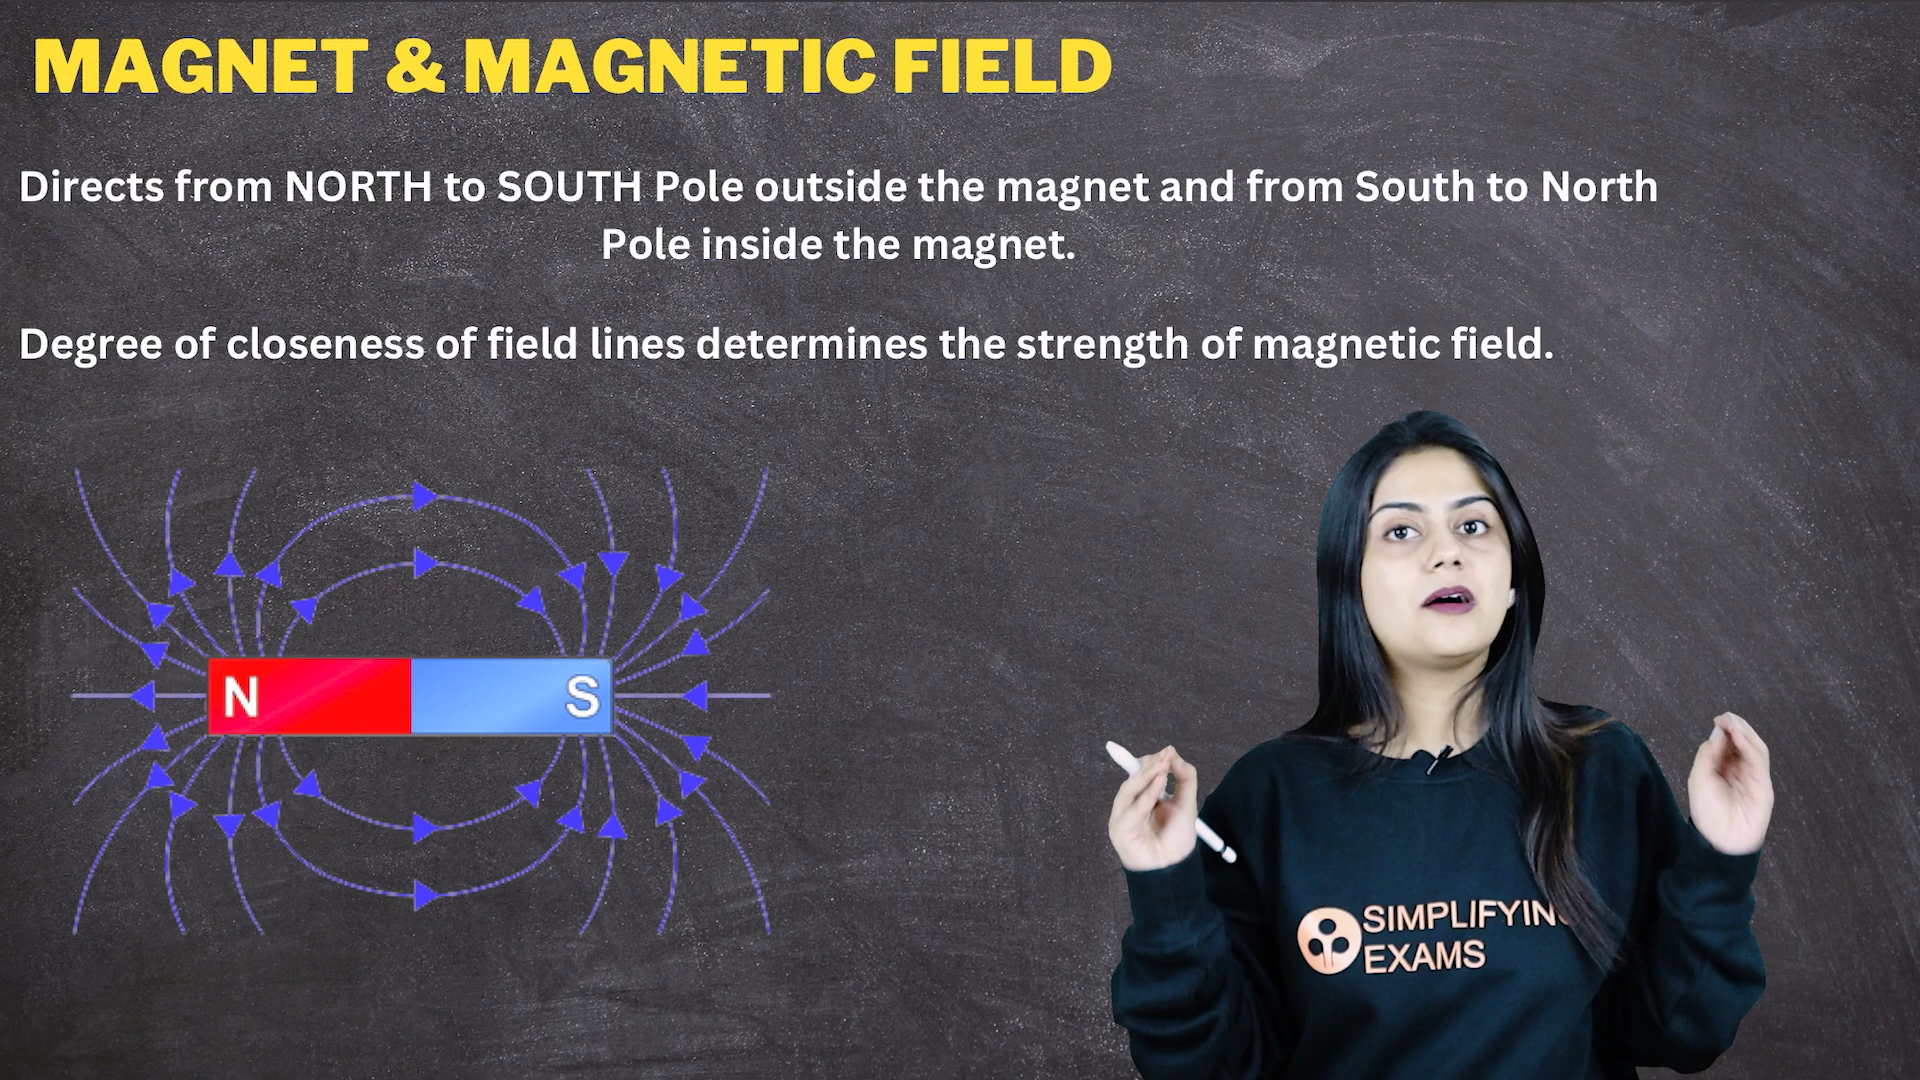 MAGNET & MAGNETIC FIELD
Directs from NORTH to SOUTH Pole outside the magnet and from South to North
Pole inside the magnet.
Degree of closeness of field lines determines the strength of magnetic field.
N
S
SIMPLIFYING
EXAMS